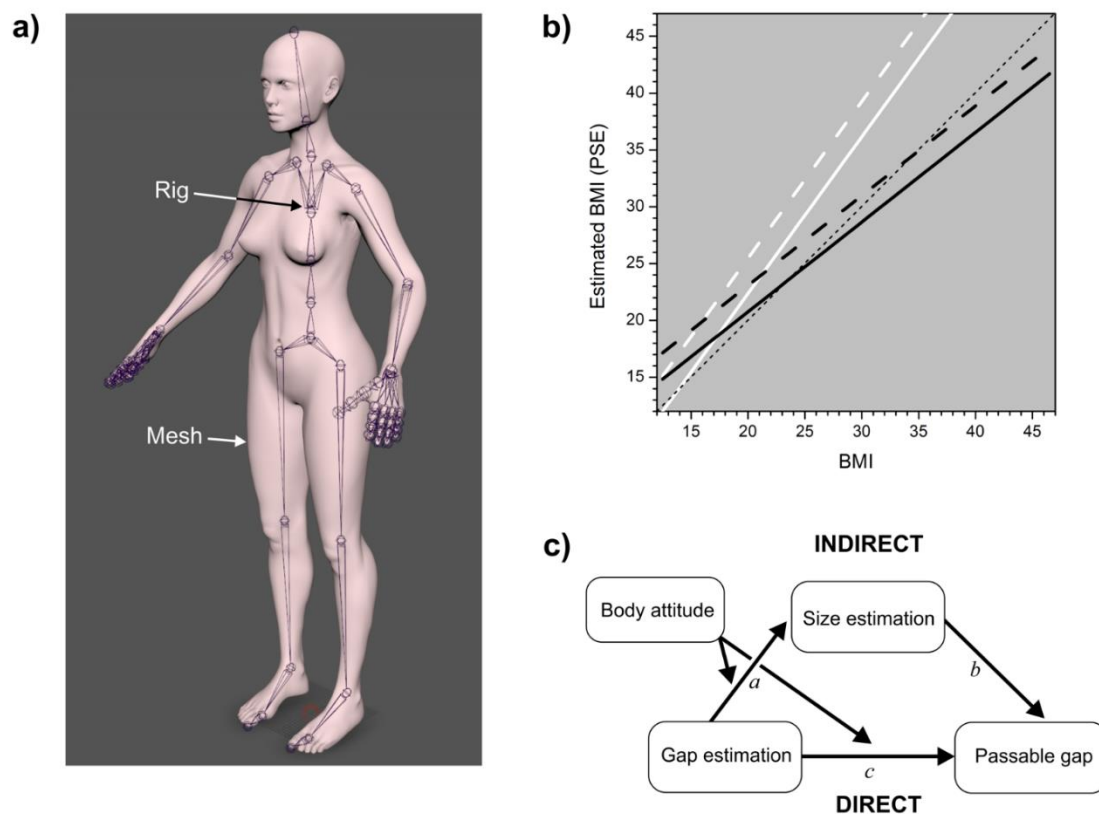 a)
Rig
Mesh
b)
Estimated BMI (PSE)
45
40
35
30
25
20
15
15 20 25 30 35 40 45
BMI
c)
INDIRECT
Body attitude
Size estimation
a
b
Gap estimation
Passable gap
c
DIRECT